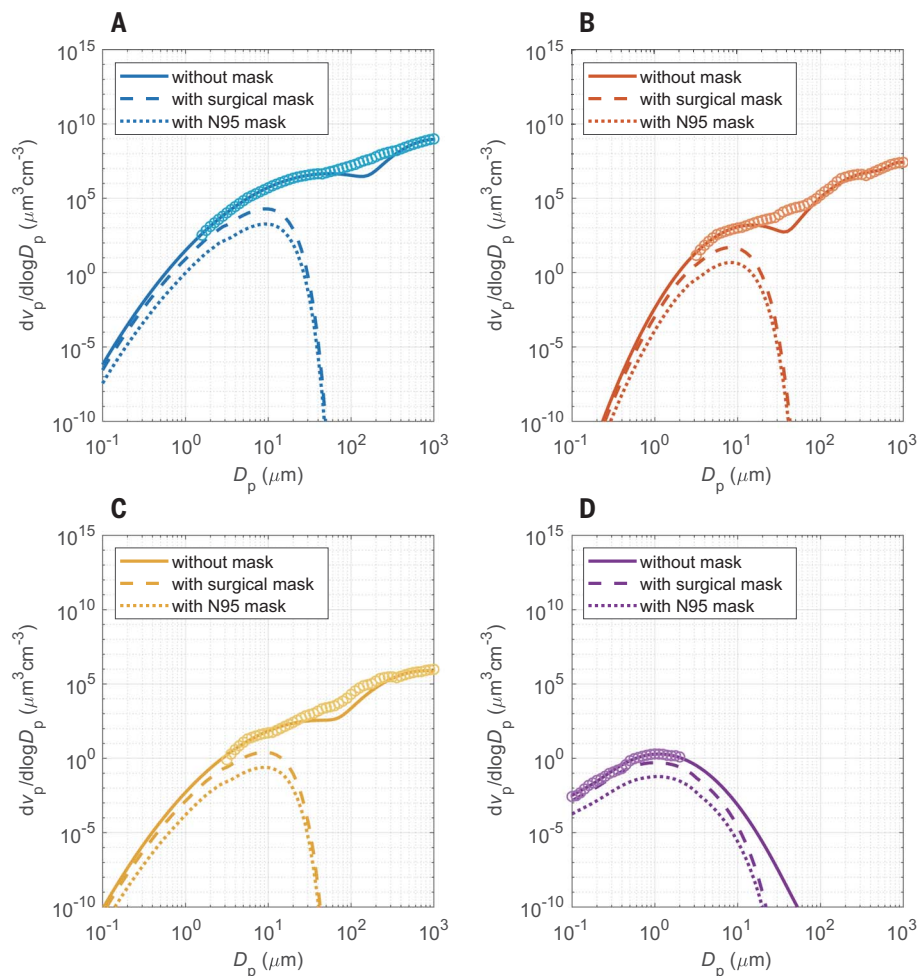 A
10^15
10^10
10^5
10^0
10^-5
10^-10
dv_p/dlogD_p (μm^3cm^-3)
without mask
with surgical mask
with N95 mask
10^-1 10^0 10^1 10^2 10^3
D_p (μm)
B
10^15
10^10
10^5
10^0
10^-5
10^-10
dv_p/dlogD_p (μm^3cm^-3)
without mask
with surgical mask
with N95 mask
10^-1 10^0 10^1 10^2 10^3
D_p (μm)
C
10^15
10^10
10^5
10^0
10^-5
10^-10
dv_p/dlogD_p (μm^3cm^-3)
without mask
with surgical mask
with N95 mask
10^-1 10^0 10^1 10^2 10^3
D_p (μm)
D
10^15
10^10
10^5
10^0
10^-5
10^-10
dv_p/dlogD_p (μm^3cm^-3)
without mask
with surgical mask
with N95 mask
10^-1 10^0 10^1 10^2 10^3
D_p (μm)